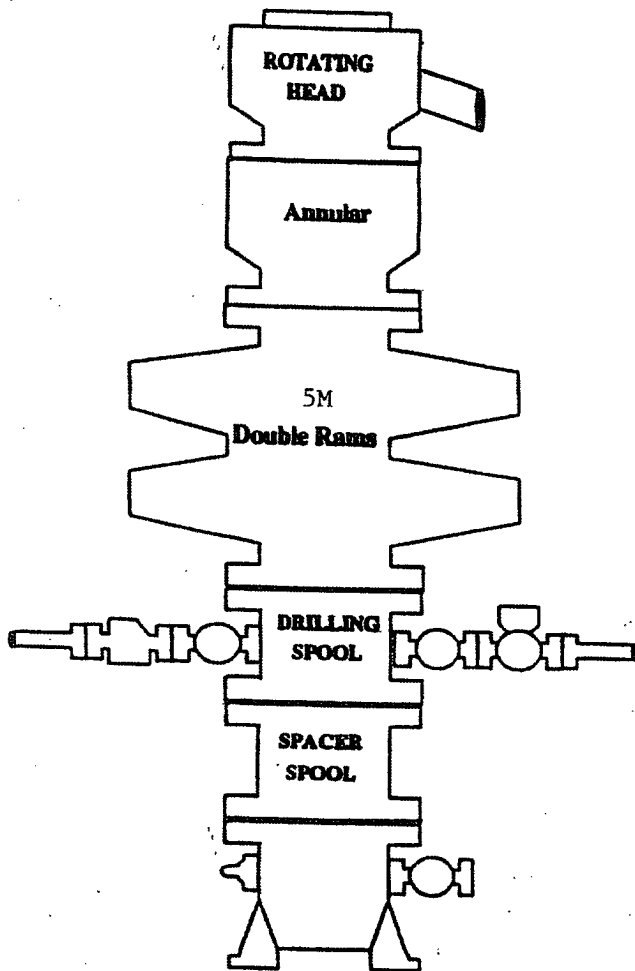 ROTATING
HEAD
Annular
5M
Double Rams
DRILLING
SPOOL
SPACER
SPOOL